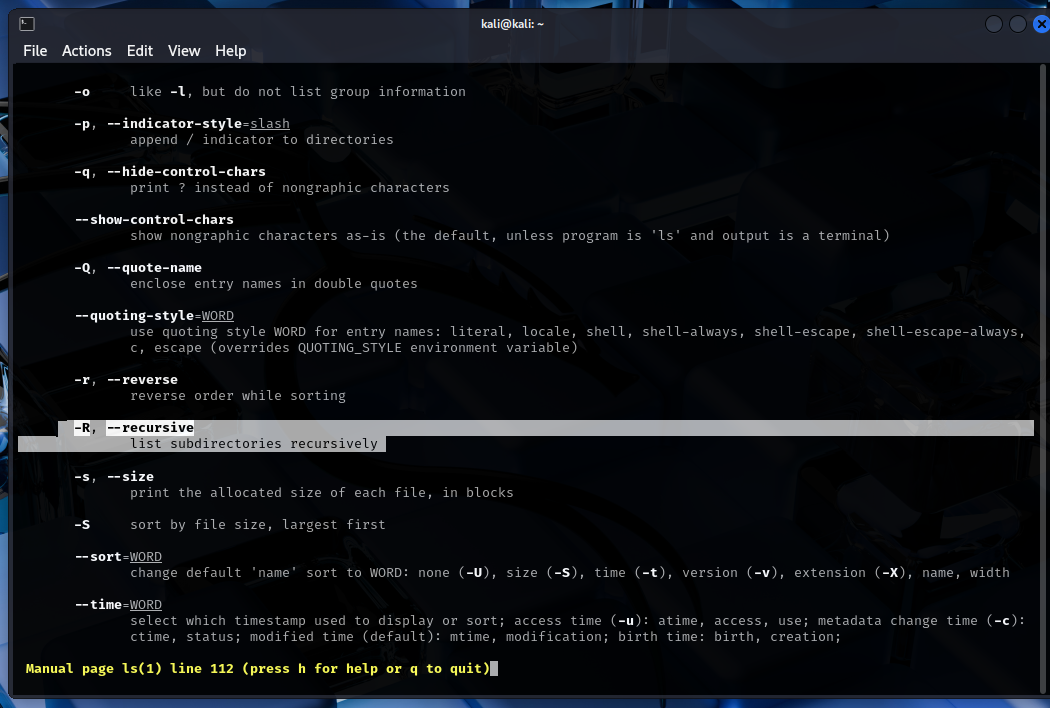 kali@kali: ~
File Actions Edit View Help
-o like -l, but do not list group information
-p, --indicator-style=slash
append / indicator to directories
-q, --hide-control-chars
print ? instead of nongraphic characters
--show-control-chars
show nongraphic characters as-is (the default, unless program is 'ls' and output is a terminal)
-Q, --quote-name
enclose entry names in double quotes
--quoting-style=WORD
use quoting style WORD for entry names: literal, locale, shell, shell-always, shell-escape, shell-escape-always,
c, escape (overrides QUOTING_STYLE environment variable)
-r, --reverse
reverse order while sorting
-R, --recursive
list subdirectories recursively
-s, --size
print the allocated size of each file, in blocks
-S sort by file size, largest first
--sort=WORD
change default 'name' sort to WORD: none (-U), size (-S), time (-t), version (-v), extension (-X), name, width
--time=WORD
select which timestamp used to display or sort; access time (-u): atime, access, use; metadata change time (-c):
ctime, status; modified time (default): mtime, modification; birth time: birth, creation;
Manual page ls(1) line 112 (press h for help or q to quit)